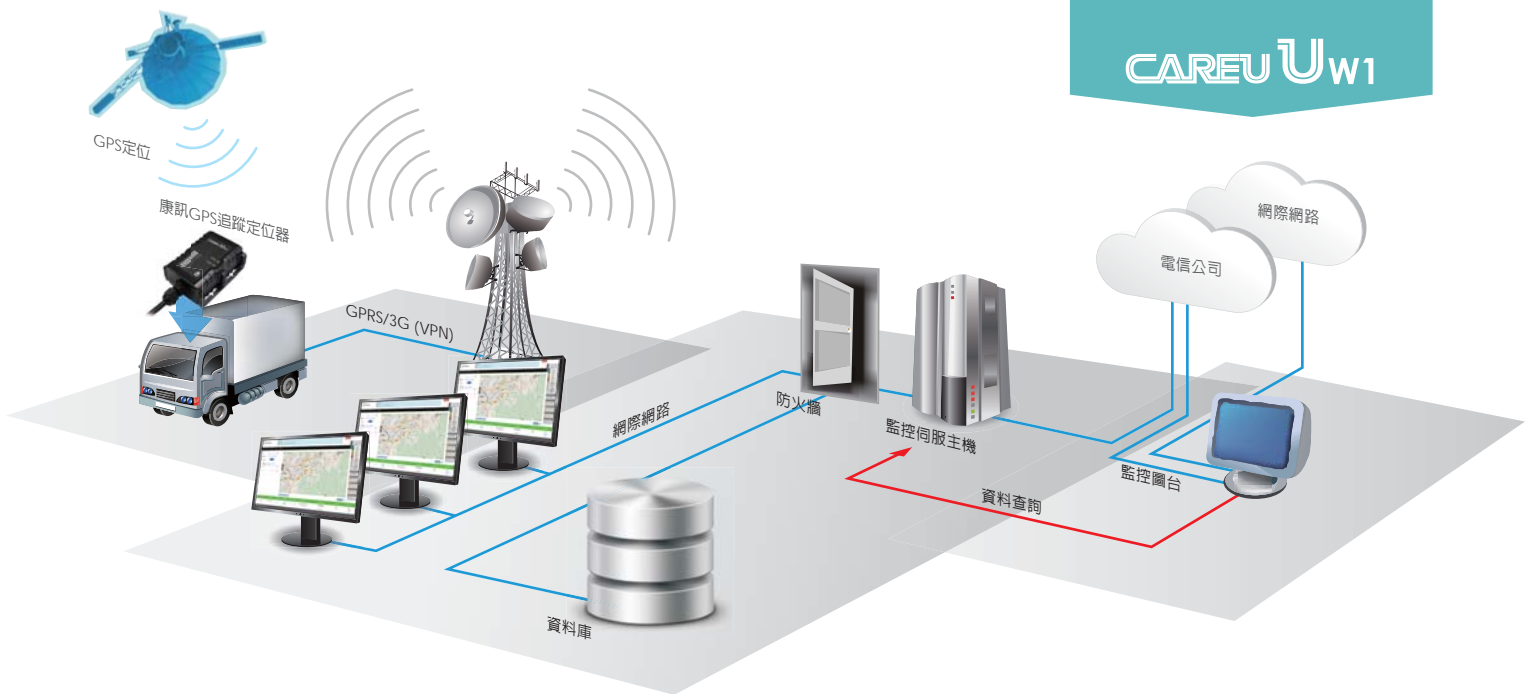 CAREU UW1
GPS定位
康訊GPS追蹤定位器
網際網路
電信公司
GPRS/3G (VPN)
防火牆
網際網路
監控伺服主機
監控圖台
資料查詢
資料庫